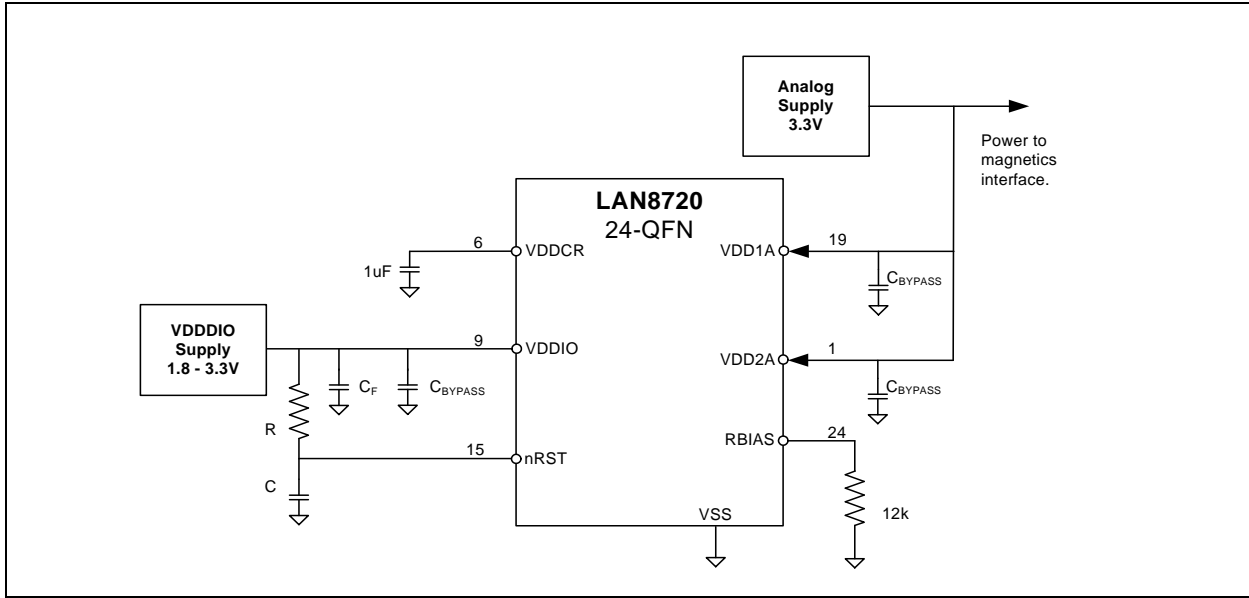 Analog
Supply
3.3V
Power to
magnetics
interface.
LAN8720
24-QFN
6
VDDCR
VDD1A
19
1uF
CBYPASS
VDDDIO
Supply
1.8 - 3.3V
9
VDDIO
VDD2A
1
CF
CBYPASS
CBYPASS
R
RBIAS
24
15
nRST
C
12k
VSS